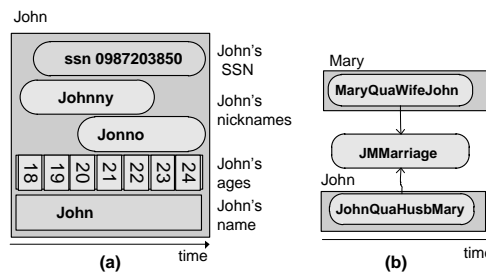 John
ssn 0987203850
John's
SSN
Johnny
John's
nicknames
Jonno
18 19 20 21 22 23 24
John's
ages
John
John's
name
time
(a)
Mary
MaryQuaWifeJohn
JMMarriage
John
JohnQuaHusbMary
time
(b)